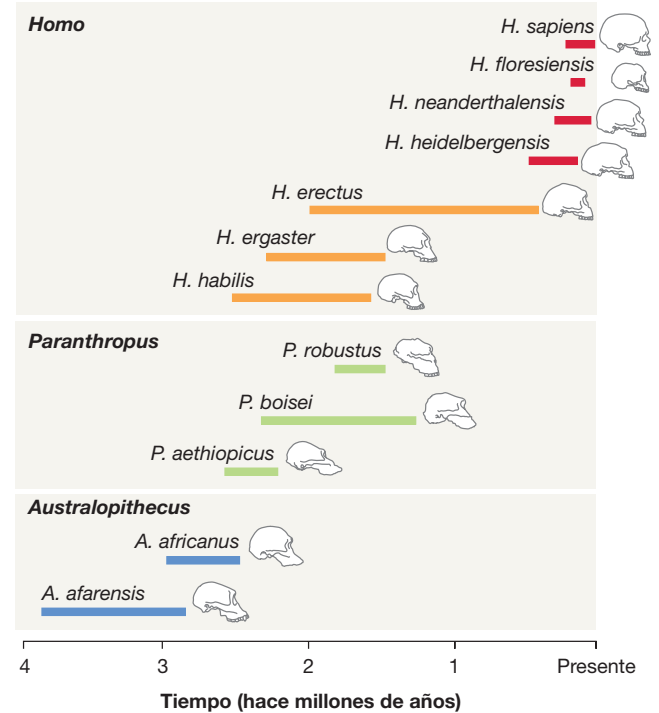 Homo
H. sapiens
H. floresiensis
H. neanderthalensis
H. heidelbergensis
H. erectus
H. ergaster
H. habilis
Paranthropus
P. robustus
P. boisei
P. aethiopicus
Australopithecus
A. africanus
A. afarensis
4 3 2 1 Presente
Tiempo (hace millones de años)